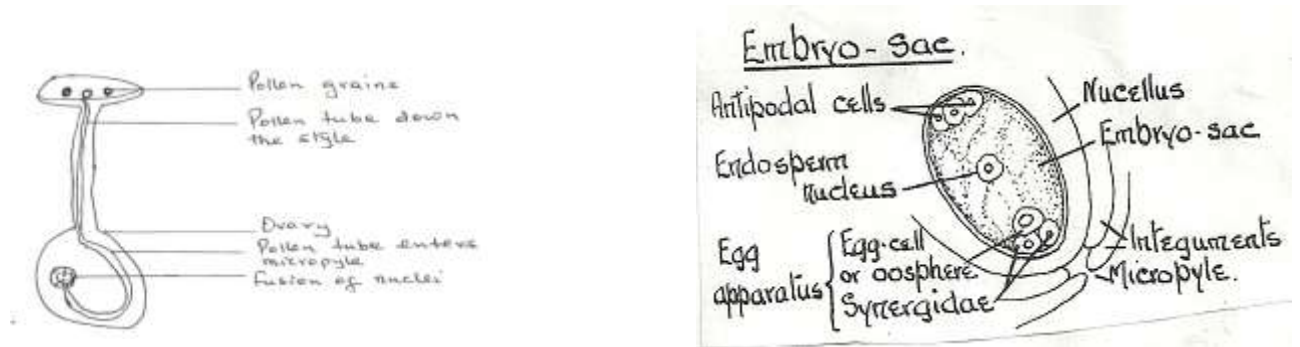 Pollen grains
Pollen tube down
the style
Ovary
Pollen tube enters
micropyle
Fusion of nuclei
Embryo-sac.
Antipodal cells
Nucellus
Embryo-sac
Endosperm
nucleus
Egg
apparatus
Egg-cell
or oosphere
Synergidae
Integuments
Micropyle.